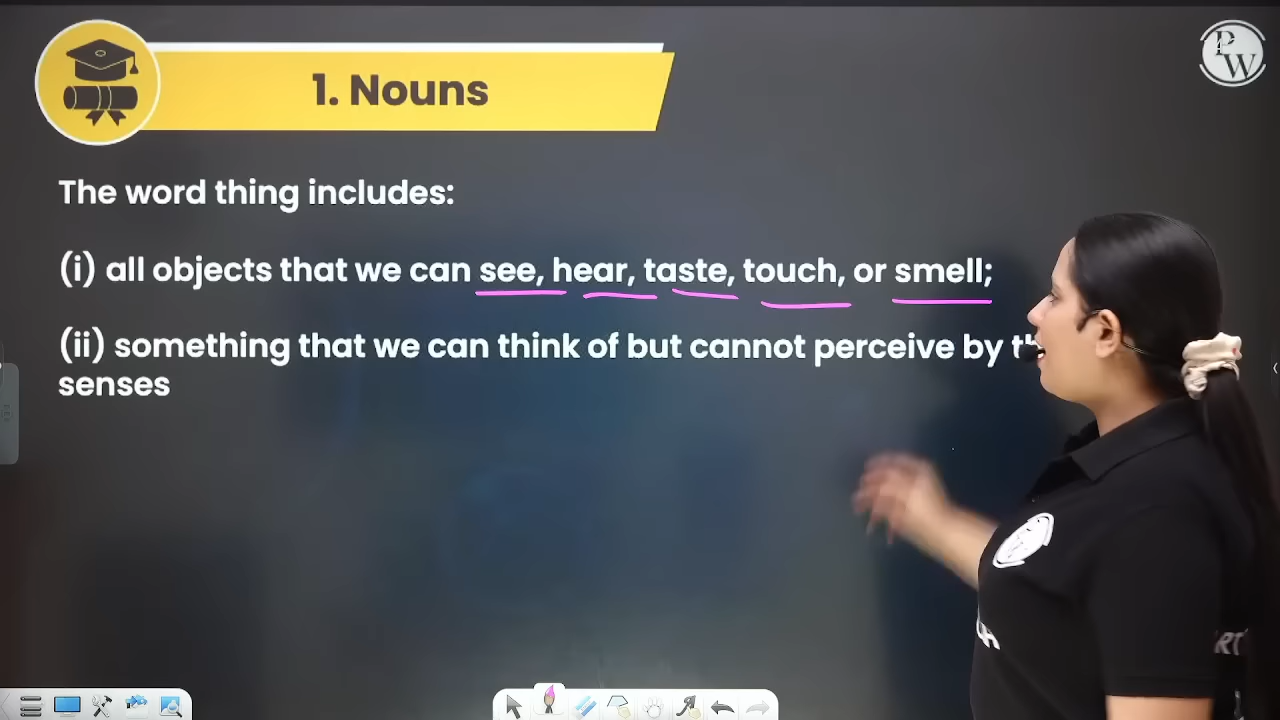 PW
1. Nouns
The word thing includes:
(i) all objects that we can see, hear, taste, touch, or smell;
(ii) something that we can think of but cannot perceive by
senses